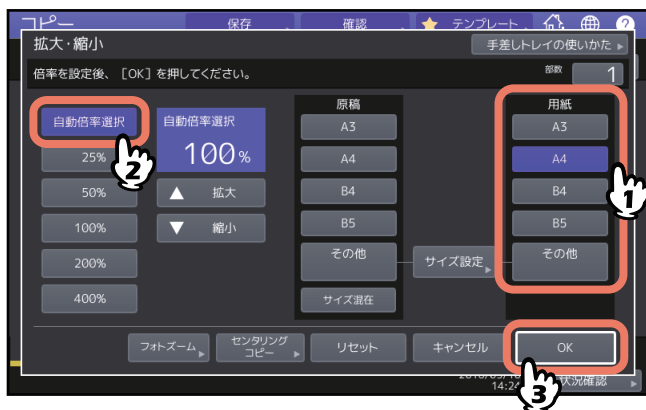 コピー 保存 確認 テンプレート ?
拡大・縮小 手差しトレイの使いかた
倍率を設定後、［OK］を押してください。 部数 1
原稿 用紙
自動倍率選択 自動倍率選択 A3 A3
25% 100% A4 A4
50% 拡大 B4 B4
100% 縮小 B5 B5
200% その他 サイズ設定 その他
400% サイズ混在
フォトズーム センタリング リセット キャンセル OK
コピー
14:24 状況確認
1
2
3